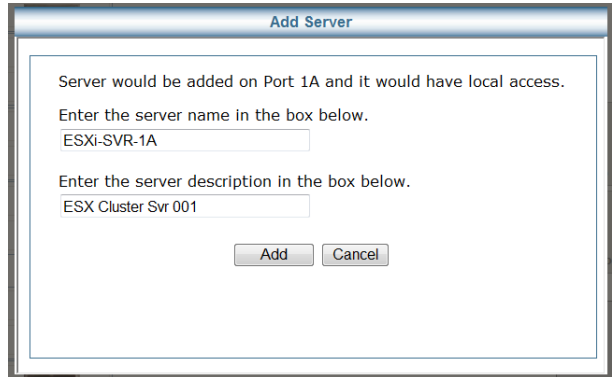 Add Server
Server would be added on Port 1A and it would have local access.
Enter the server name in the box below.
ESXi-SVR-1A
Enter the server description in the box below.
ESX Cluster Svr 001
Add Cancel